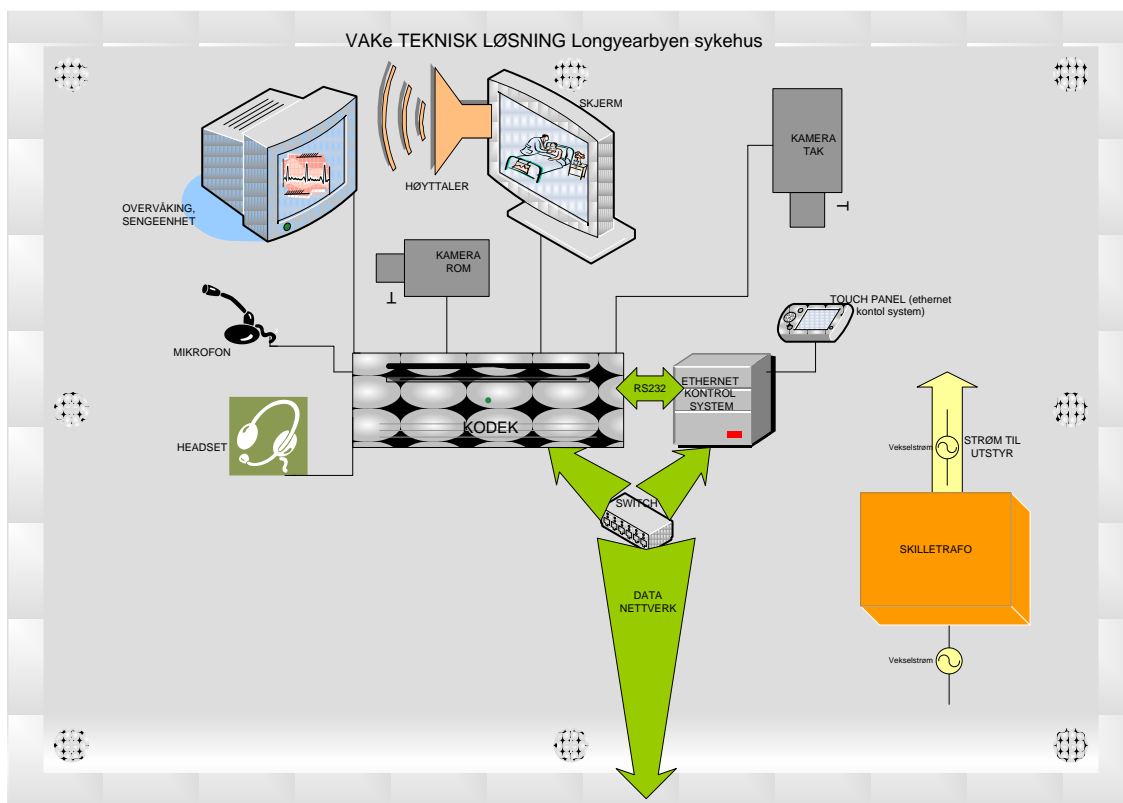 VAKe TEKNISK LØSNING Longyearbyen sykehus
SKJERM
KAMERA
TAK
HØYTTALER
OVERVÅKING,
SENGEENHET
KAMERA
ROM
TOUCH PANEL (ethernet
kontol system)
MIKROFON
RS232
ETHERNET
KONTROL
SYSTEM
KODEK
HEADSET
Vekselstrøm
STRØM TIL
UTSTYR
SWITCH
SKILLETRAFO
DATA
NETTVERK
Vekselstrøm